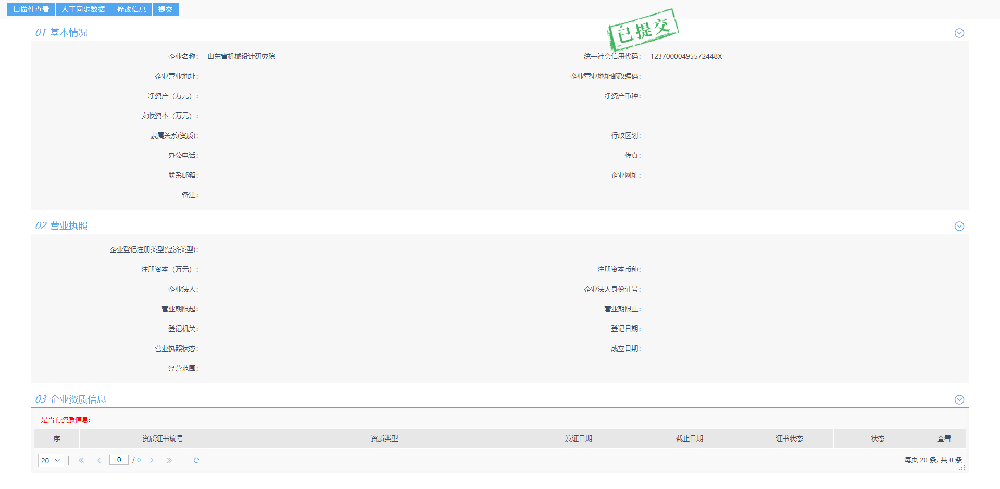 扫描件查看 人工同步数据 修改信息 提交
已提交
01 基本情况
企业名称: 山东省机械设计研究院 统一社会信用代码: 12370000495572448X
企业营业地址: 企业营业地址邮政编码:
净资产（万元）: 净资产币种:
实收资本（万元）:
隶属关系(资质): 行政区划:
办公电话: 传真:
联系邮箱: 企业网址:
备注:
02 营业执照
企业登记注册类型(经济类型):
注册资本（万元）: 注册资本币种:
企业法人: 企业法人身份证号:
营业期限起: 营业期限止:
登记机关: 登记日期:
营业执照状态: 成立日期:
经营范围:
03 企业资质信息
是否有资质信息:
序 资质证书编号 资质类型 发证日期 截止日期 证书状态 状态 查看
20 0 / 0 每页 20 条, 共 0 条